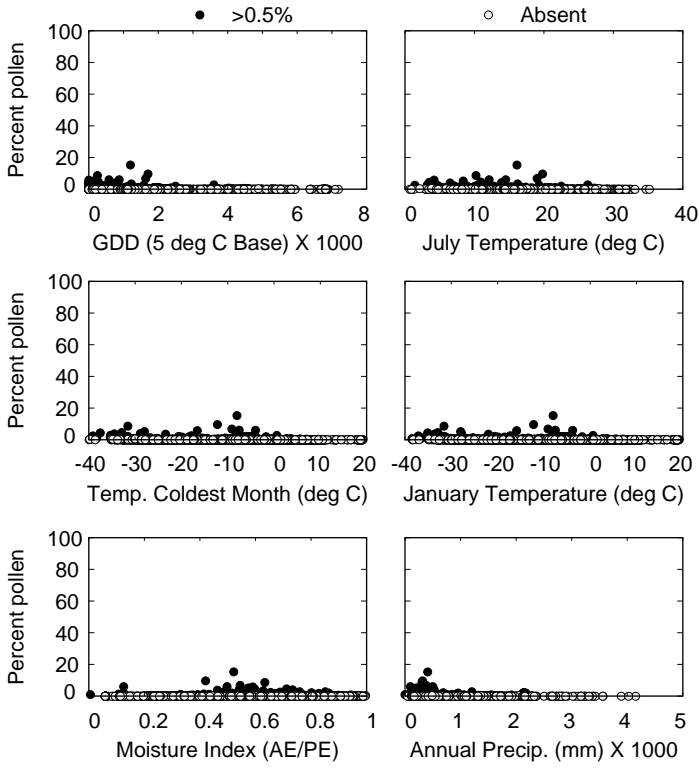 ● >0.5% ○ Absent
Percent pollen
100
80
60
40
20
0
0 2 4 6 8
GDD (5 deg C Base) X 1000
0 10 20 30 40
July Temperature (deg C)
Percent pollen
100
80
60
40
20
0
-40 -30 -20 -10 0 10 20
Temp. Coldest Month (deg C)
-40 -30 -20 -10 0 10 20
January Temperature (deg C)
Percent pollen
100
80
60
40
20
0
0 0.2 0.4 0.6 0.8 1
Moisture Index (AE/PE)
0 1 2 3 4 5
Annual Precip. (mm) X 1000